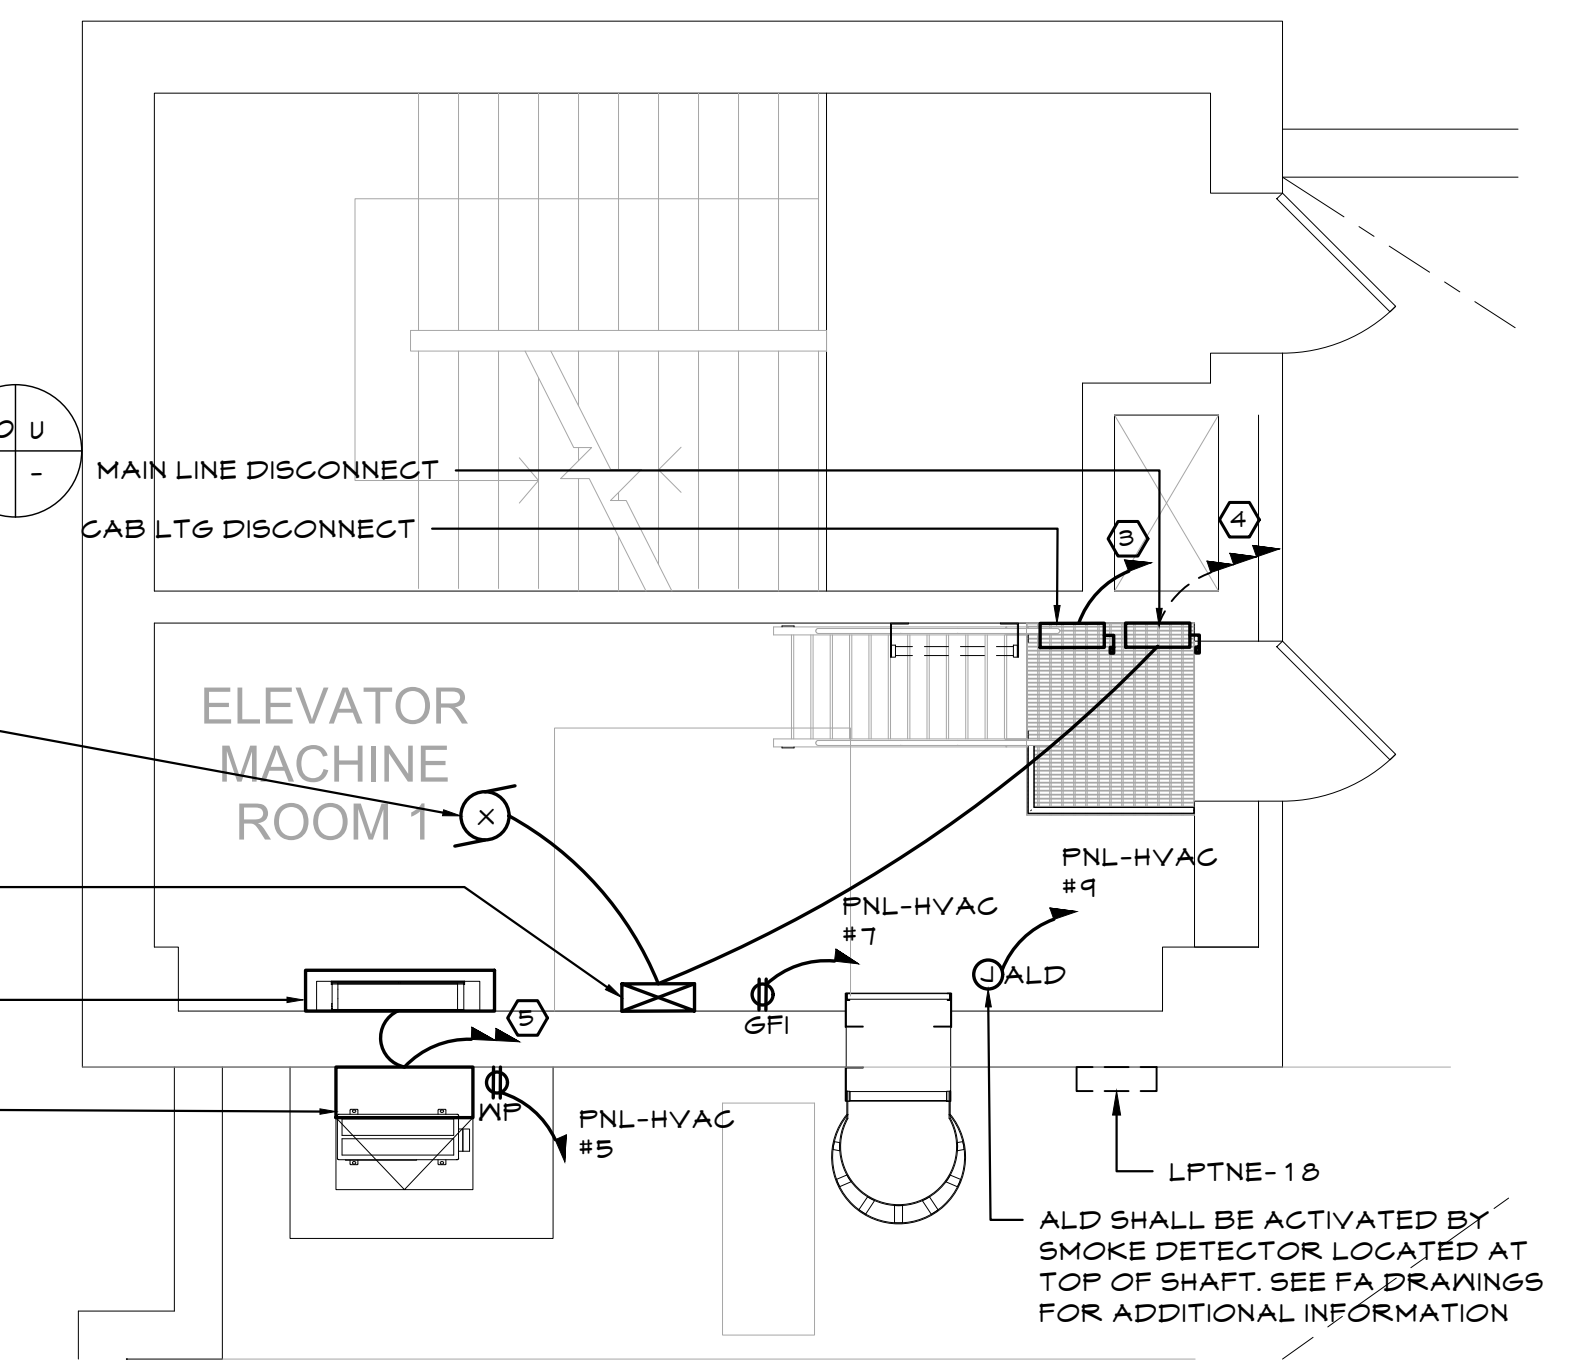 U
-
MAIN LINE DISCONNECT
CAB LTG DISCONNECT
3
4
ELEVATOR
MACHINE
ROOM 1
X
PNL-HVAC
#9
PNL-HVAC
#7
J ALD
5
GFI
WP
PNL-HVAC
#5
LPTNE-18
ALD SHALL BE ACTIVATED BY
SMOKE DETECTOR LOCATED AT
TOP OF SHAFT. SEE FA DRAWINGS
FOR ADDITIONAL INFORMATION